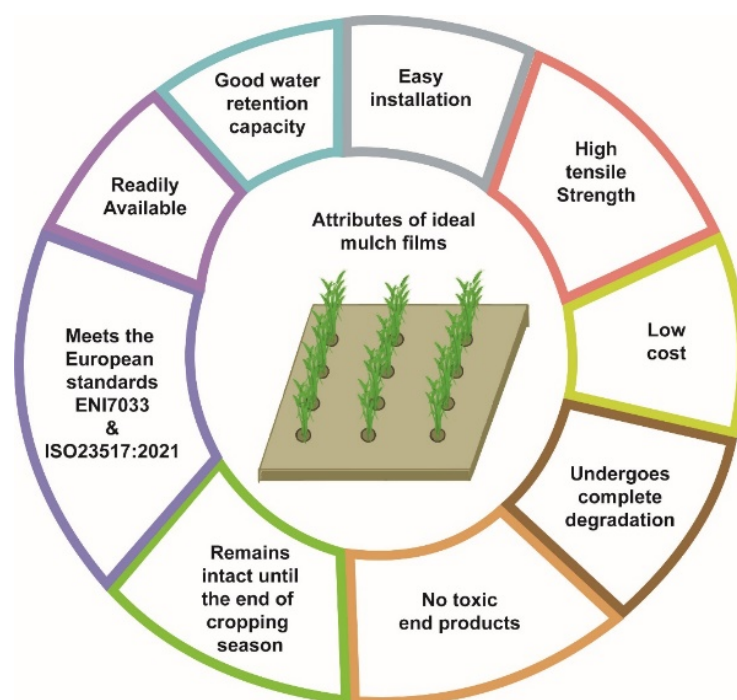 Attributes of ideal
mulch films
Good water
retention
capacity
Easy
installation
High
tensile
Strength
Low
cost
Undergoes
complete
degradation
No toxic
end products
Remains
intact until
the end of
cropping
season
Meets the
European
standards
ENI7033
&
ISO23517:2021
Readily
Available